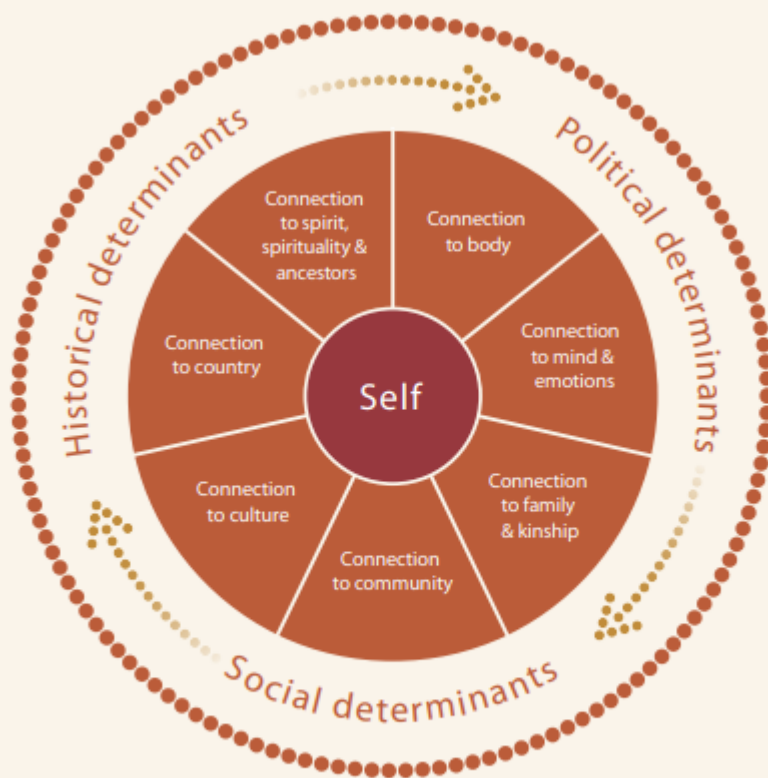 Historical determinants
Political determinants
Connection
to spirit,
spirituality &
ancestors
Connection
to body
Connection
to country
Connection
to mind &
emotions
Self
Connection
to culture
Connection
to family
& kinship
Connection
to community
Social determinants